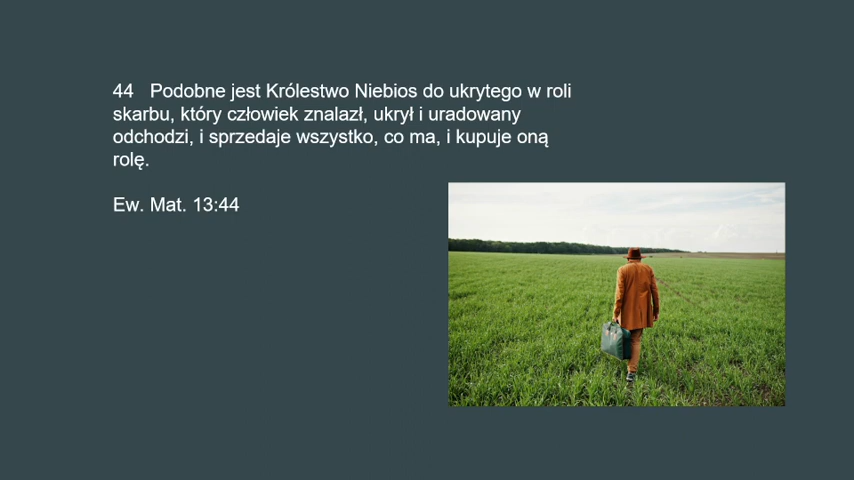 44 Podobne jest Królestwo Niebios do ukrytego w roli
skarbu, który człowiek znalazł, ukrył i uradowany
odchodzi, i sprzedaje wszystko, co ma, i kupuje oną
rolę.
Ew. Mat. 13:44